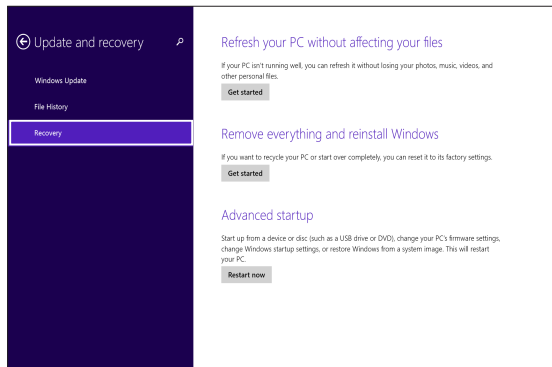 Update and recovery
Windows Update
File History
Recovery
Refresh your PC without affecting your files
If your PC isn't running well, you can refresh it without losing your photos, music, videos, and
other personal files.
Get started
Remove everything and reinstall Windows
If you want to recycle your PC or start over completely, you can reset it to its factory settings.
Get started
Advanced startup
Start up from a device or disc (such as a USB drive or DVD), change your PC's firmware settings,
change Windows startup settings, or restore Windows from a system image. This will restart
your PC.
Restart now